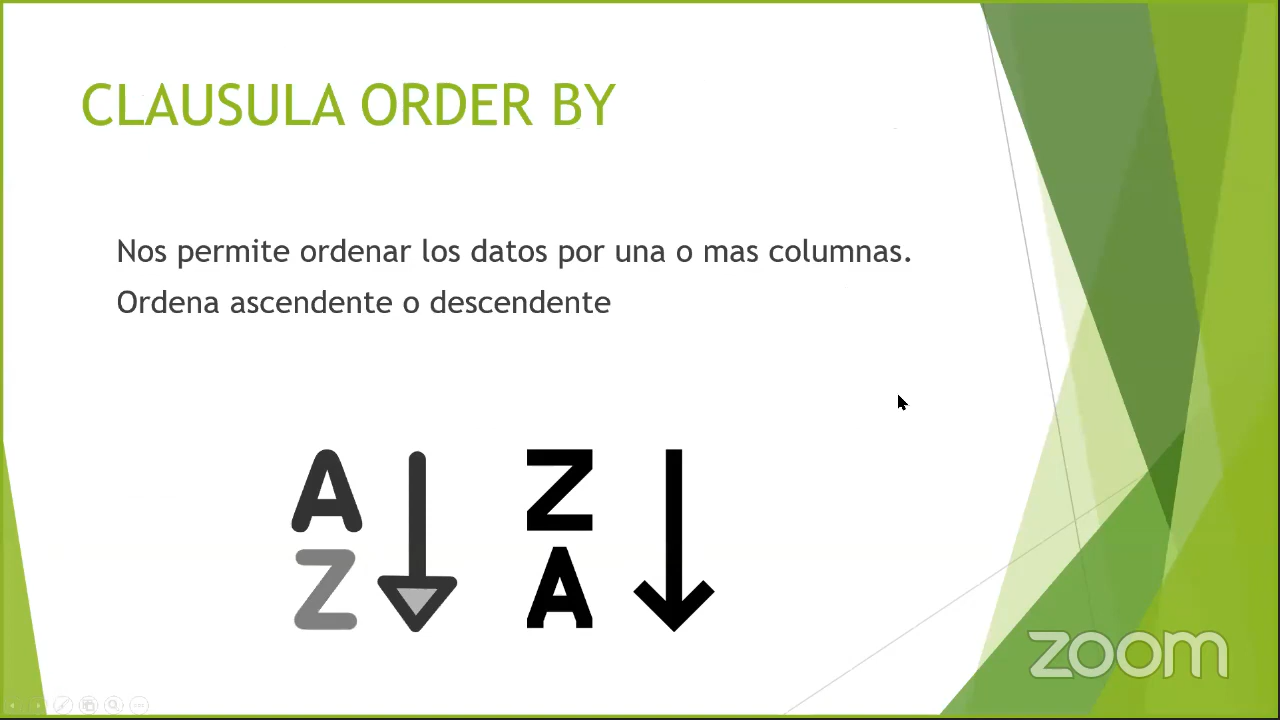 CLAUSULA ORDER BY
Nos permite ordenar los datos por una o mas columnas.
Ordena ascendente o descendente
A
Z
Z
A
zoom